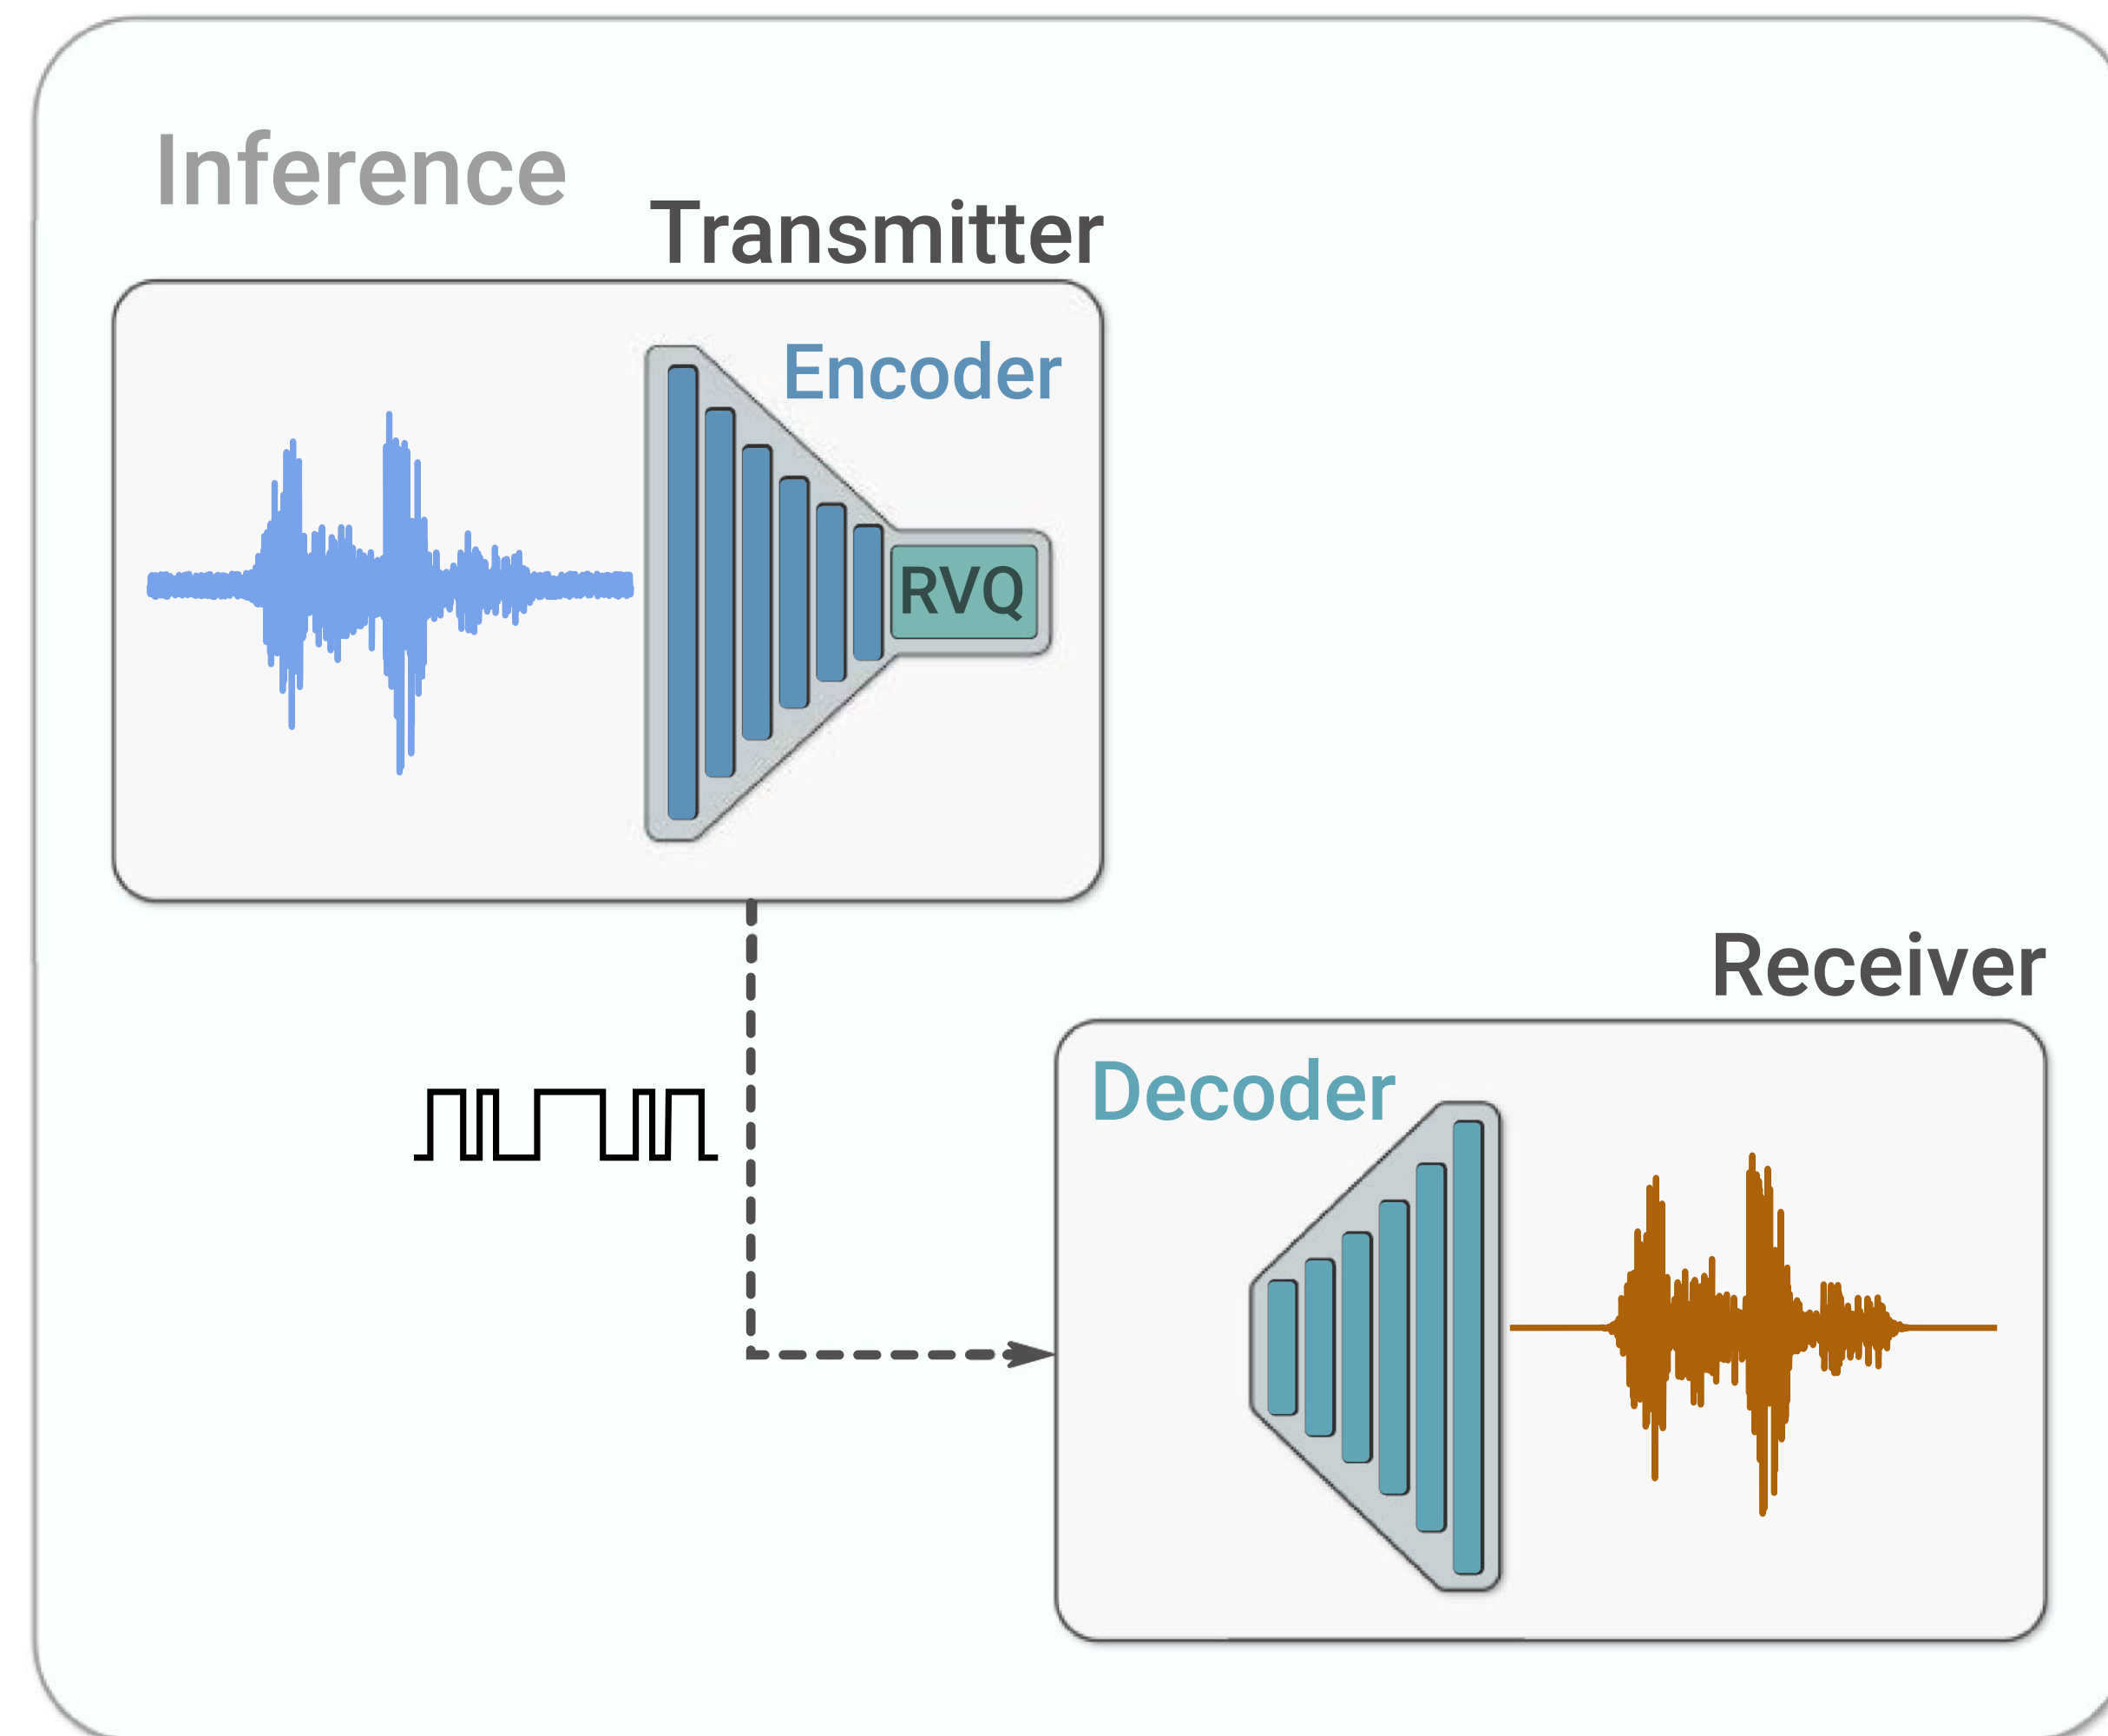 Inference
Transmitter
Encoder
RVQ
Receiver
Decoder